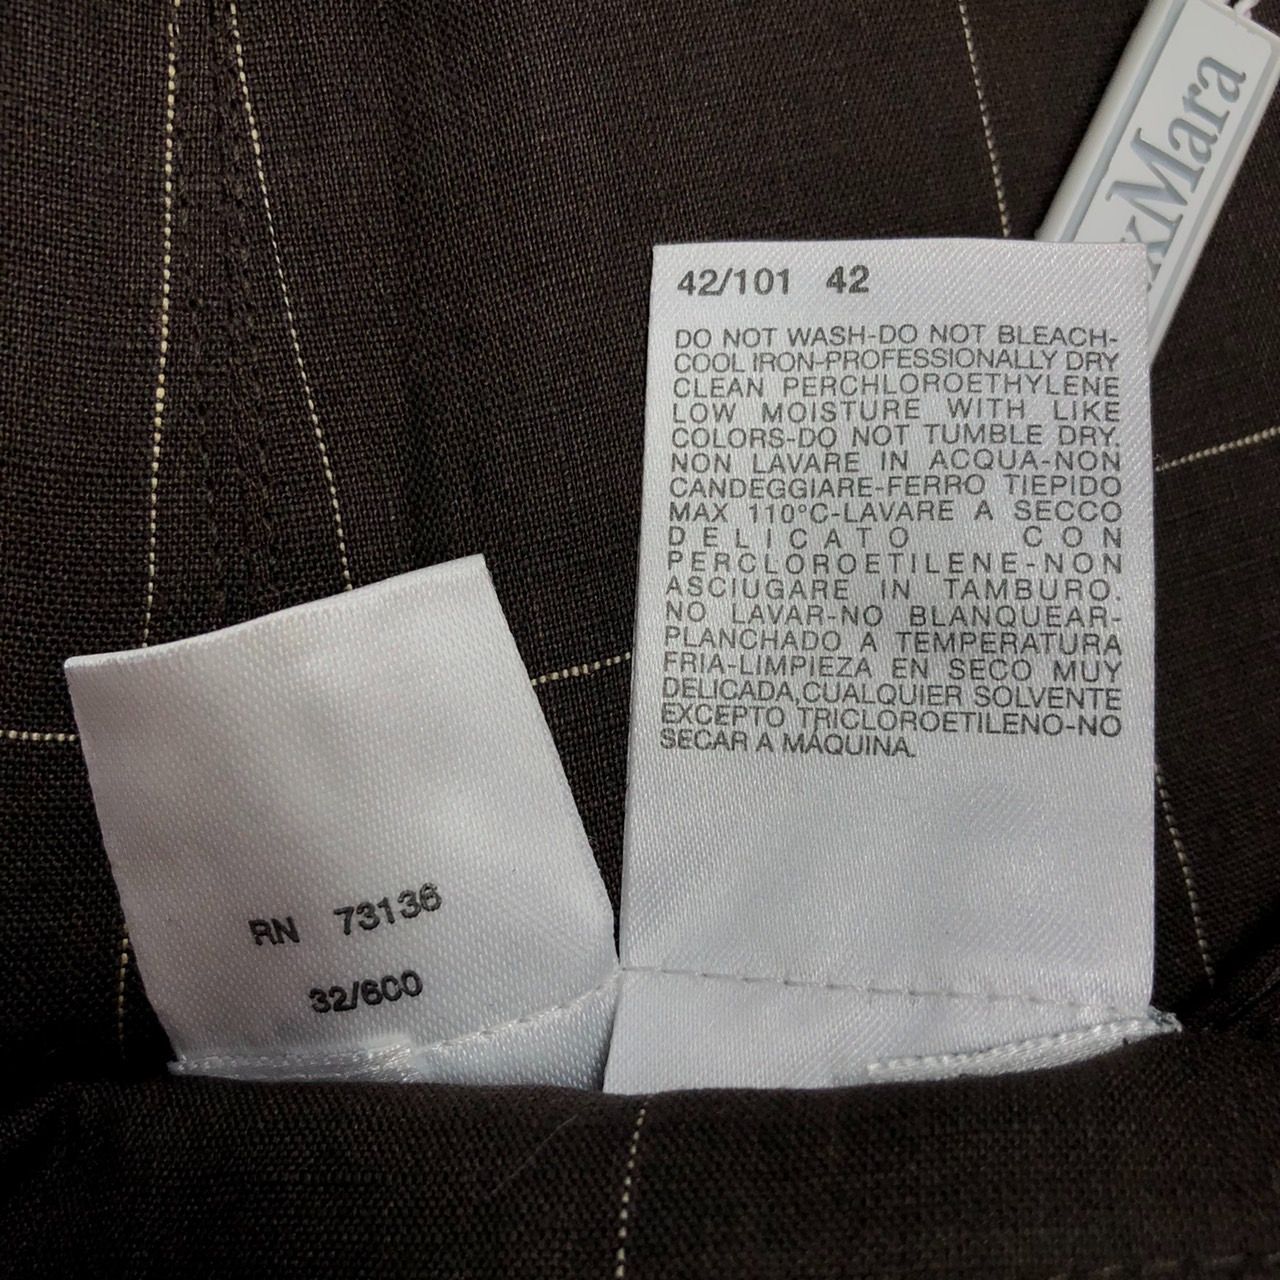 xMara
42/101 42
DO NOT WASH-DO NOT BLEACH-
COOL IRON-PROFESSIONALLY DRY
CLEAN PERCHLOROETHYLENE
LOW MOISTURE WITH LIKE
COLORS-DO NOT TUMBLE DRY.
NON LAVARE IN ACQUA-NON
CANDEGGIARE-FERRO TIEPIDO
MAX 110°C-LAVARE A SECCO
DELICATO CON
PERCLOROETILENE-NON
ASCIUGARE IN TAMBURO.
NO LAVAR-NO BLANQUEAR-
PLANCHADO A TEMPERATURA
FRIA-LIMPIEZA EN SECO MUY
DELICADA,CUALQUIER SOLVENTE
EXCEPTO TRICLOROETILENO-NO
SECAR A MÁQUINA.
RN 73136
32/600